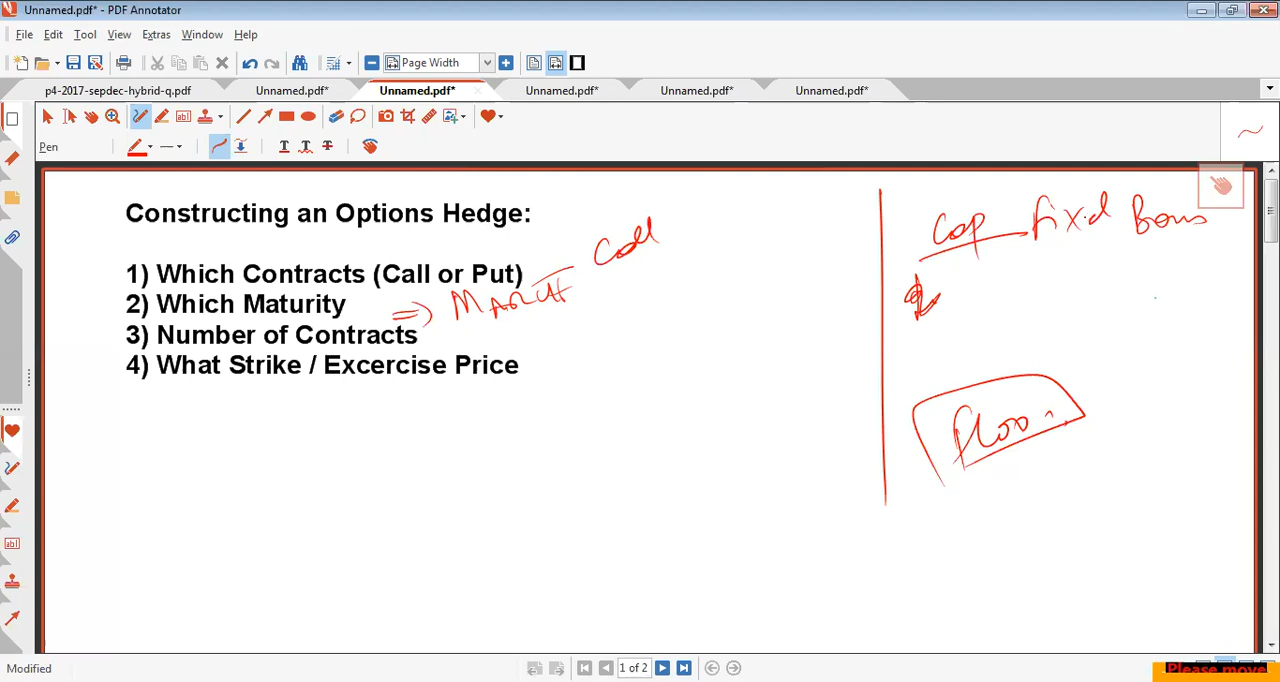 Unnamed.pdf* - PDF Annotator
File Edit Tool View Extras Window Help
Page Width
p4-2017-sepdec-hybrid-q.pdf Unnamed.pdf* Unnamed.pdf* Unnamed.pdf* Unnamed.pdf* Unnamed.pdf*
Pen
Constructing an Options Hedge:
1) Which Contracts (Call or Put) Call
2) Which Maturity => MARCH
3) Number of Contracts
4) What Strike / Excercise Price
Cap
Floor
1 of 2
Modified
Please move